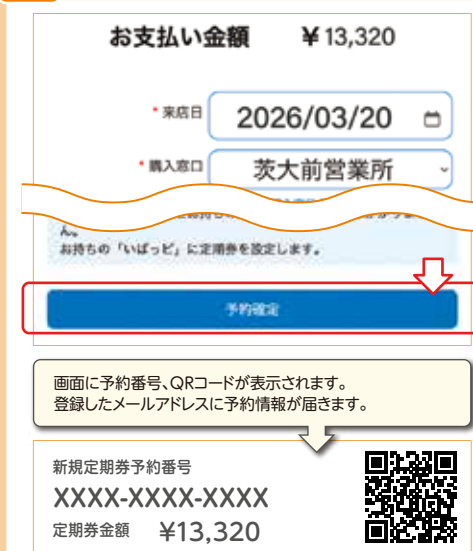 お支払い金額 ¥13,320
*来店日 2026/03/20
*購入窓口 茨大前営業所
ん。
お持ちの「いばっピ」に定期券を設定します。
予約確定
画面に予約番号、QRコードが表示されます。
登録したメールアドレスに予約情報が届きます。
新規定期券予約番号
XXXX-XXXX-XXXX
定期券金額 ¥13,320